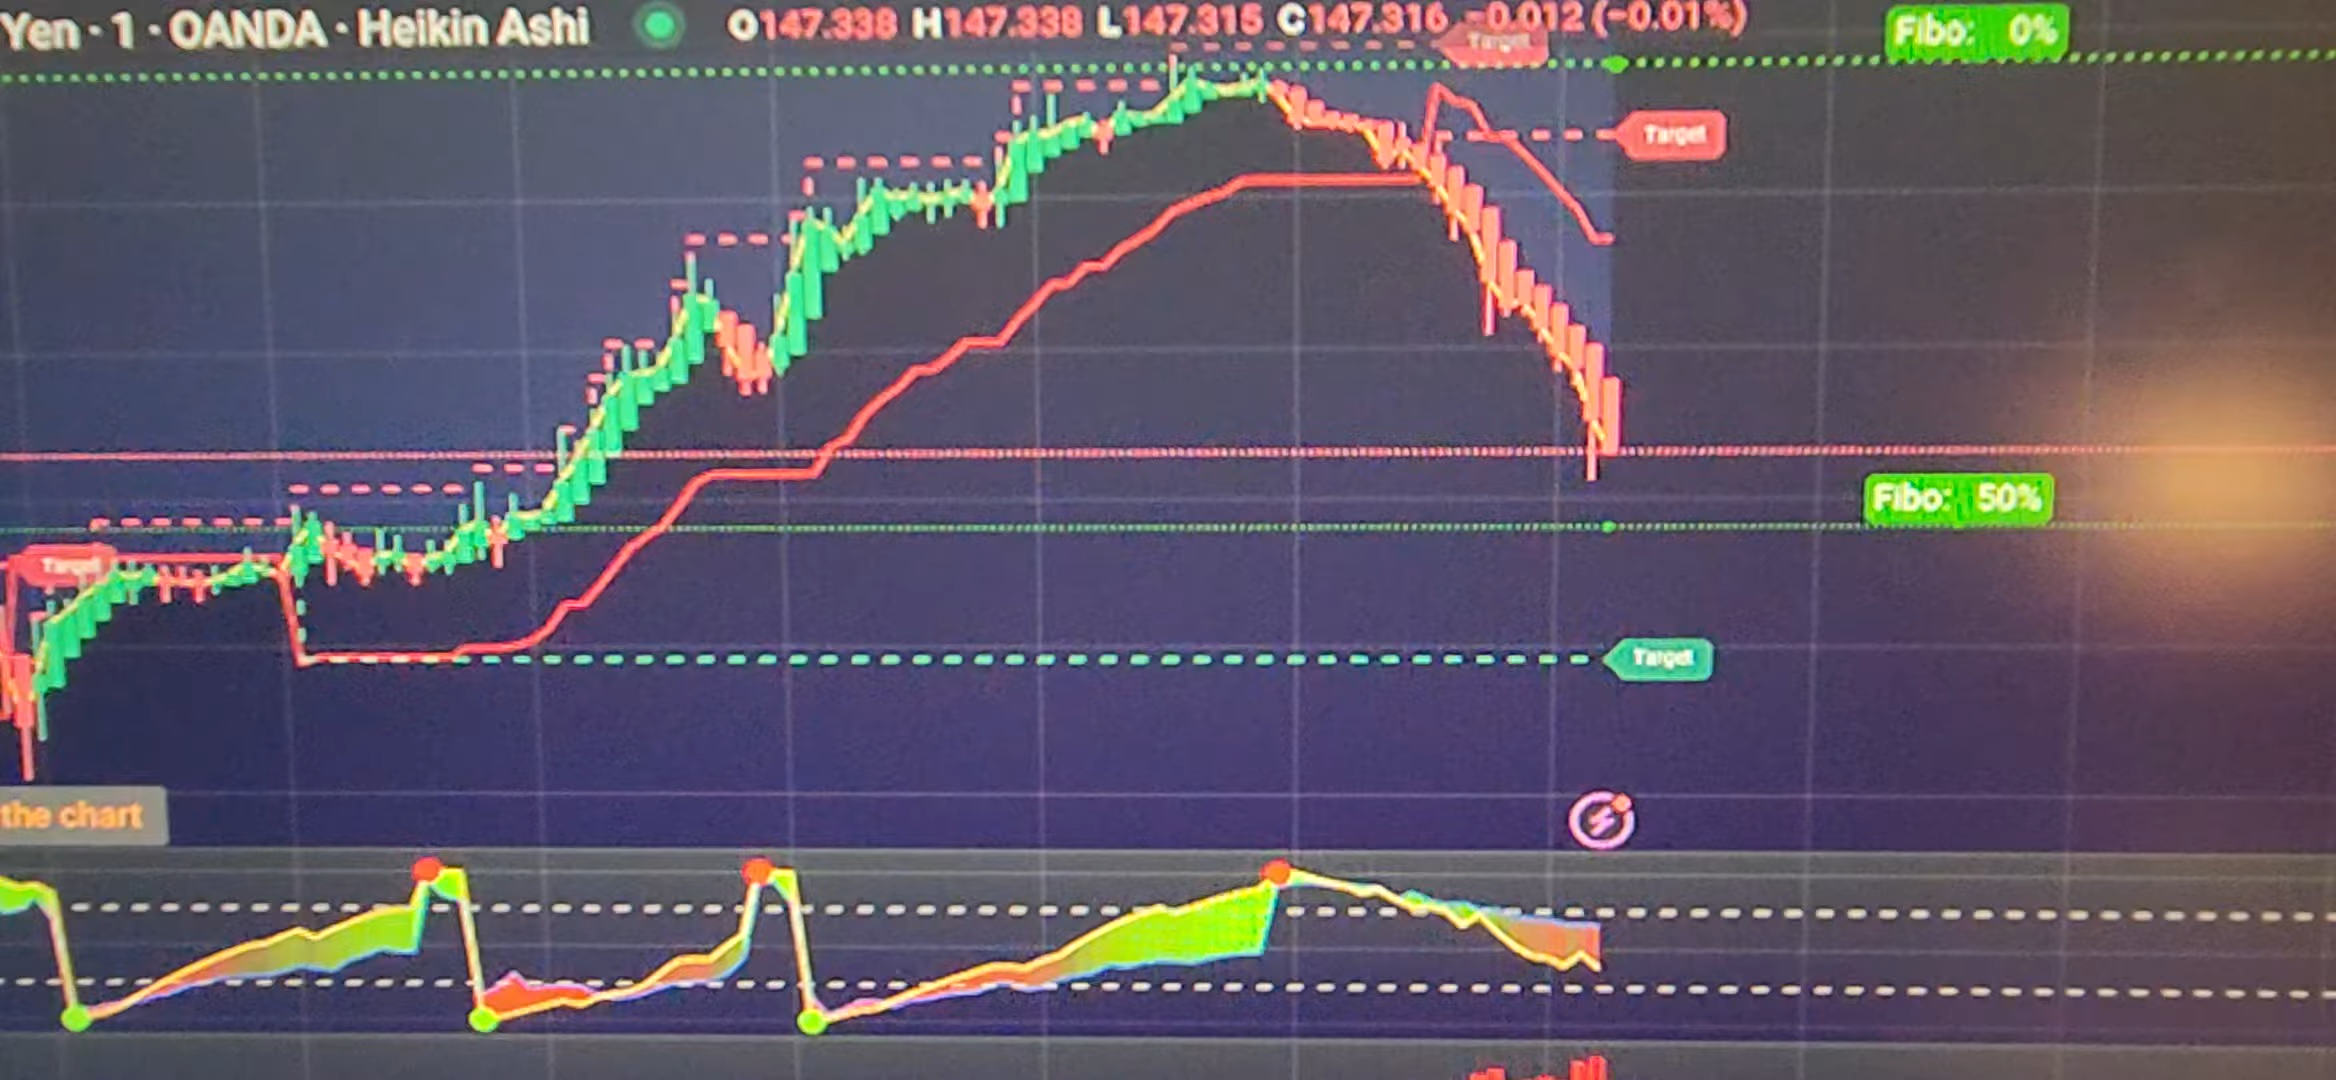 Yen · 1 · OANDA · Heikin Ashi O147.338 H147.338 L147.315 C147.316 -0.012 (-0.01%)
Target
Fibo: 0%
Target
Fibo: 50%
Target
Target
the chart